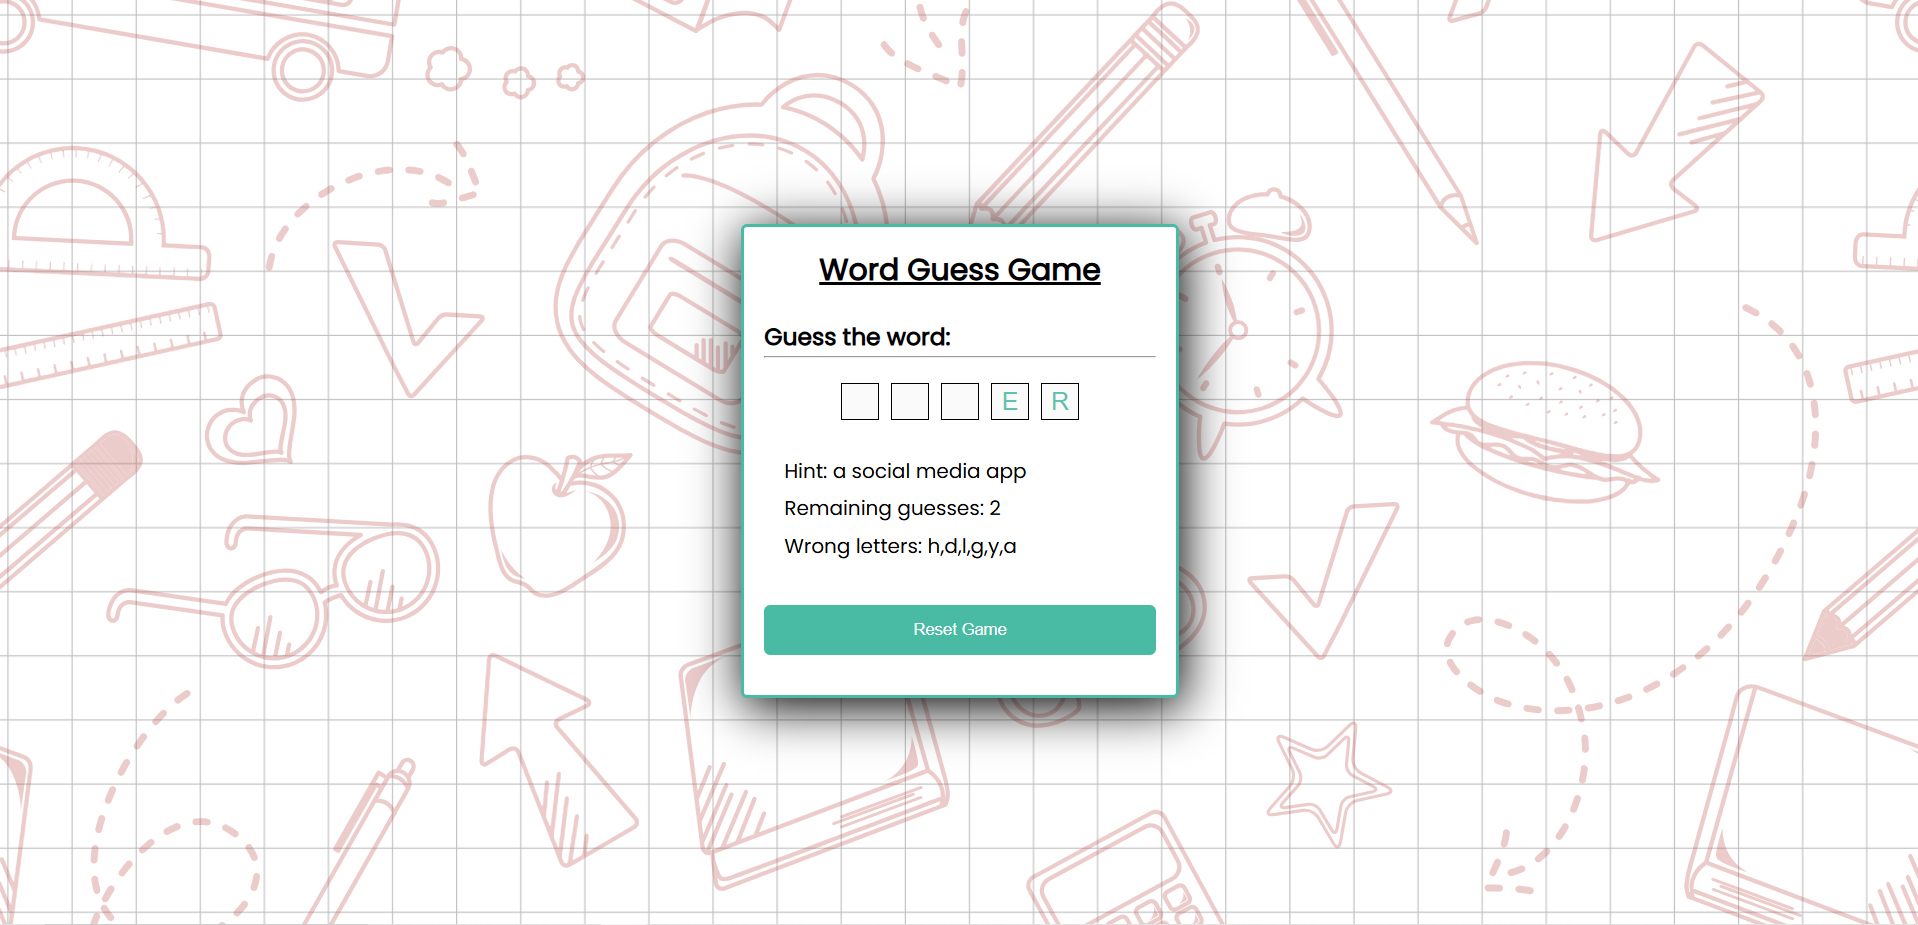 Word Guess Game
Guess the word:
E R
Hint: a social media app
Remaining guesses: 2
Wrong letters: h,d,l,g,y,a
Reset Game